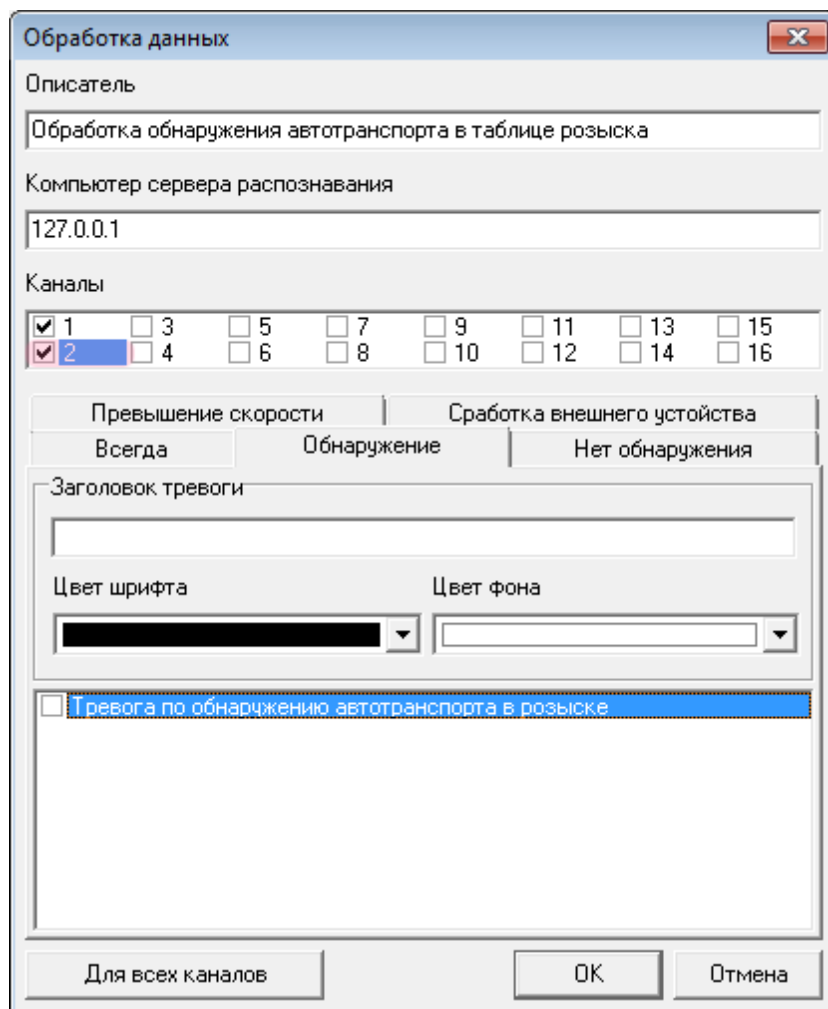 Обработка данных
Описатель
Обработка обнаружения автотранспорта в таблице розыска
Компьютер сервера распознавания
127.0.0.1
Каналы
1 3 5 7 9 11 13 15
2 4 6 8 10 12 14 16
Превышение скорости Сработка внешнего устойства
Всегда Обнаружение Нет обнаружения
Заголовок тревоги
Цвет шрифта Цвет фона
Тревога по обнаружению автотранспорта в розыске
Для всех каналов OK Отмена